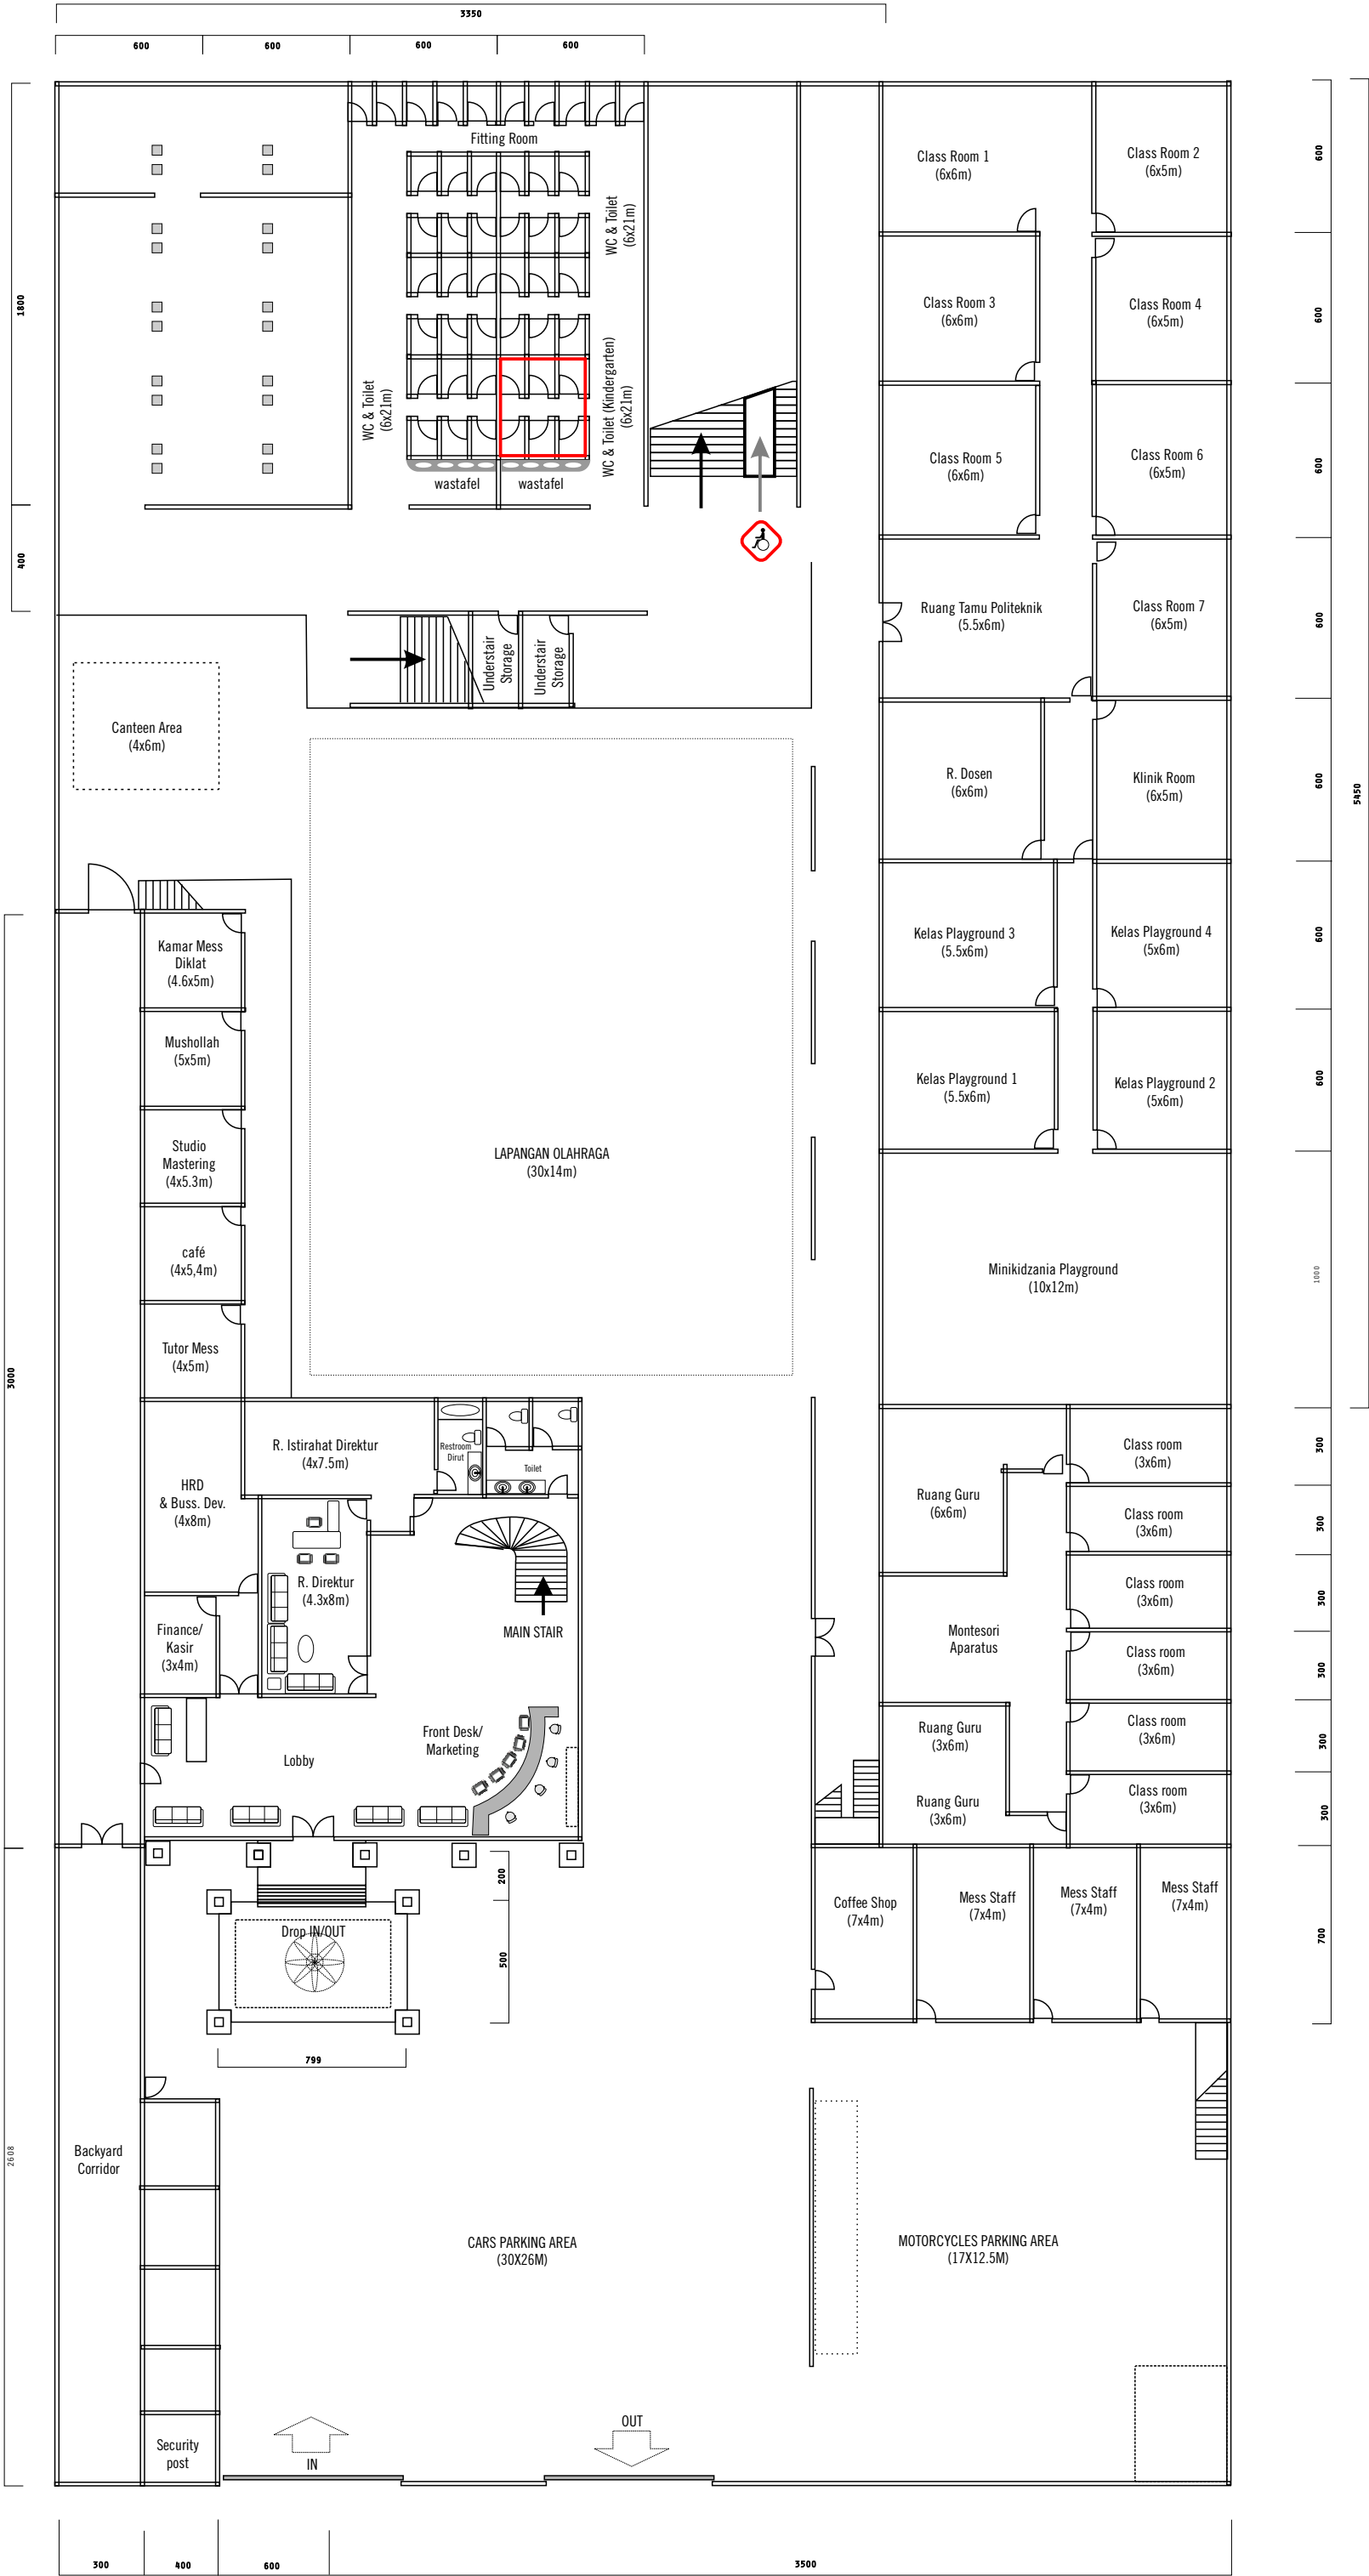 3350
600
600
600
600
Fitting Room
Class Room 1
(6x6m)
Class Room 2
(6x5m)
600
WC & Toilet
(6x21m)
1800
Class Room 3
(6x6m)
Class Room 4
(6x5m)
600
WC & Toilet
(6x21m)
WC & Toilet (Kindergarten)
(6x21m)
Class Room 5
(6x6m)
Class Room 6
(6x5m)
600
wastafel
wastafel
400
Ruang Tamu Politeknik
(5.5x6m)
Class Room 7
(6x5m)
600
Understair
Storage
Understair
Storage
Canteen Area
(4x6m)
R. Dosen
(6x6m)
Klinik Room
(6x5m)
600
5450
Kamar Mess
Diklat
(4.6x5m)
Kelas Playground 3
(5.5x6m)
Kelas Playground 4
(5x6m)
600
Mushollah
(5x5m)
Kelas Playground 1
(5.5x6m)
Kelas Playground 2
(5x6m)
600
Studio
Mastering
(4x5.3m)
LAPANGAN OLAHRAGA
(30x14m)
café
(4x5,4m)
Minikidzania Playground
(10x12m)
1000
Tutor Mess
(4x5m)
3000
R. Istirahat Direktur
(4x7.5m)
Restroom
Dirut
Toilet
HRD
& Buss. Dev.
(4x8m)
Ruang Guru
(6x6m)
Class room
(3x6m)
300
Class room
(3x6m)
300
R. Direktur
(4.3x8m)
Class room
(3x6m)
300
Finance/
Kasir
(3x4m)
MAIN STAIR
Montesori
Aparatus
Class room
(3x6m)
300
Lobby
Front Desk/
Marketing
Ruang Guru
(3x6m)
Class room
(3x6m)
300
Ruang Guru
(3x6m)
Class room
(3x6m)
300
200
Drop IN/OUT
500
Coffee Shop
(7x4m)
Mess Staff
(7x4m)
Mess Staff
(7x4m)
Mess Staff
(7x4m)
700
799
2608
Backyard
Corridor
CARS PARKING AREA
(30X26M)
MOTORCYCLES PARKING AREA
(17X12.5M)
Security
post
IN
OUT
300
400
600
3500